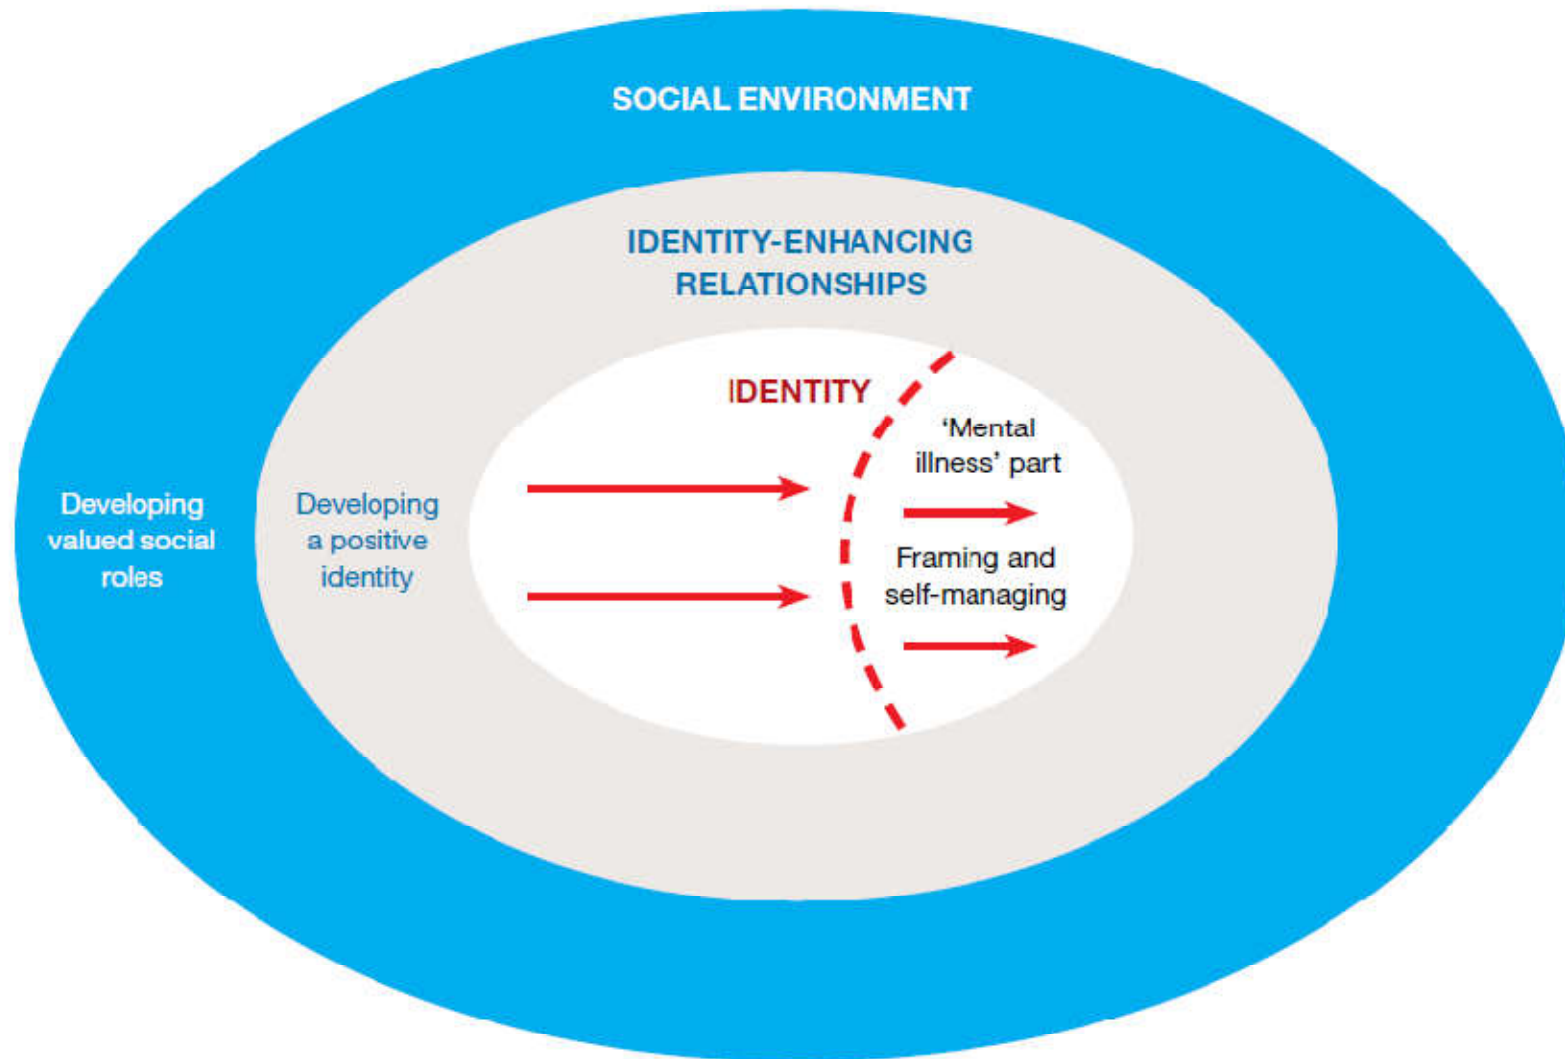 SOCIAL ENVIRONMENT
IDENTITY-ENHANCING
RELATIONSHIPS
IDENTITY
‘Mental
illness’ part
Framing and
self-managing
Developing
a positive
identity
Developing
valued social
roles